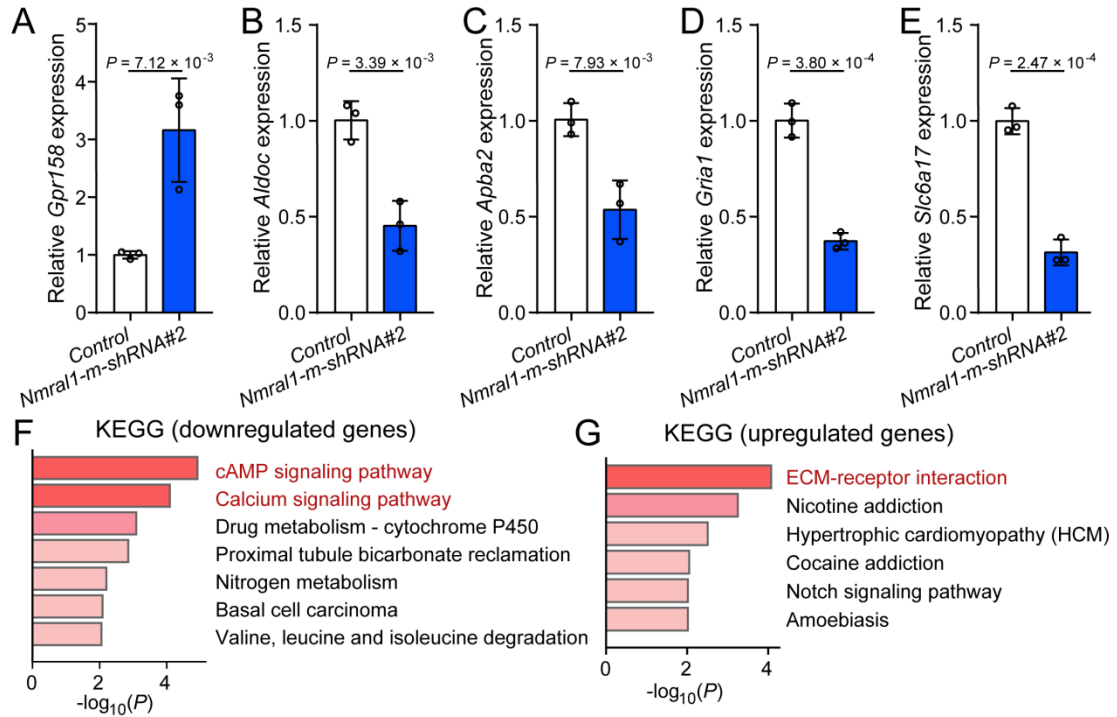 A
Relative Gpr158 expression
5
4
3
2
1
0
P = 7.12 × 10⁻³
Control
Nmral1-m-shRNA#2
B
Relative Aldoc expression
1.5
1.0
0.5
0.0
P = 3.39 × 10⁻³
Control
Nmral1-m-shRNA#2
C
Relative Apba2 expression
1.5
1.0
0.5
0.0
P = 7.93 × 10⁻³
Control
Nmral1-m-shRNA#2
D
Relative Gria1 expression
1.5
1.0
0.5
0.0
P = 3.80 × 10⁻⁴
Control
Nmral1-m-shRNA#2
E
Relative Slc6a17 expression
1.5
1.0
0.5
0.0
P = 2.47 × 10⁻⁴
Control
Nmral1-m-shRNA#2
F
KEGG (downregulated genes)
cAMP signaling pathway
Calcium signaling pathway
Drug metabolism - cytochrome P450
Proximal tubule bicarbonate reclamation
Nitrogen metabolism
Basal cell carcinoma
Valine, leucine and isoleucine degradation
0 2 4
-log₁₀(P)
G
KEGG (upregulated genes)
ECM-receptor interaction
Nicotine addiction
Hypertrophic cardiomyopathy (HCM)
Cocaine addiction
Notch signaling pathway
Amoebiasis
0 2 4
-log₁₀(P)